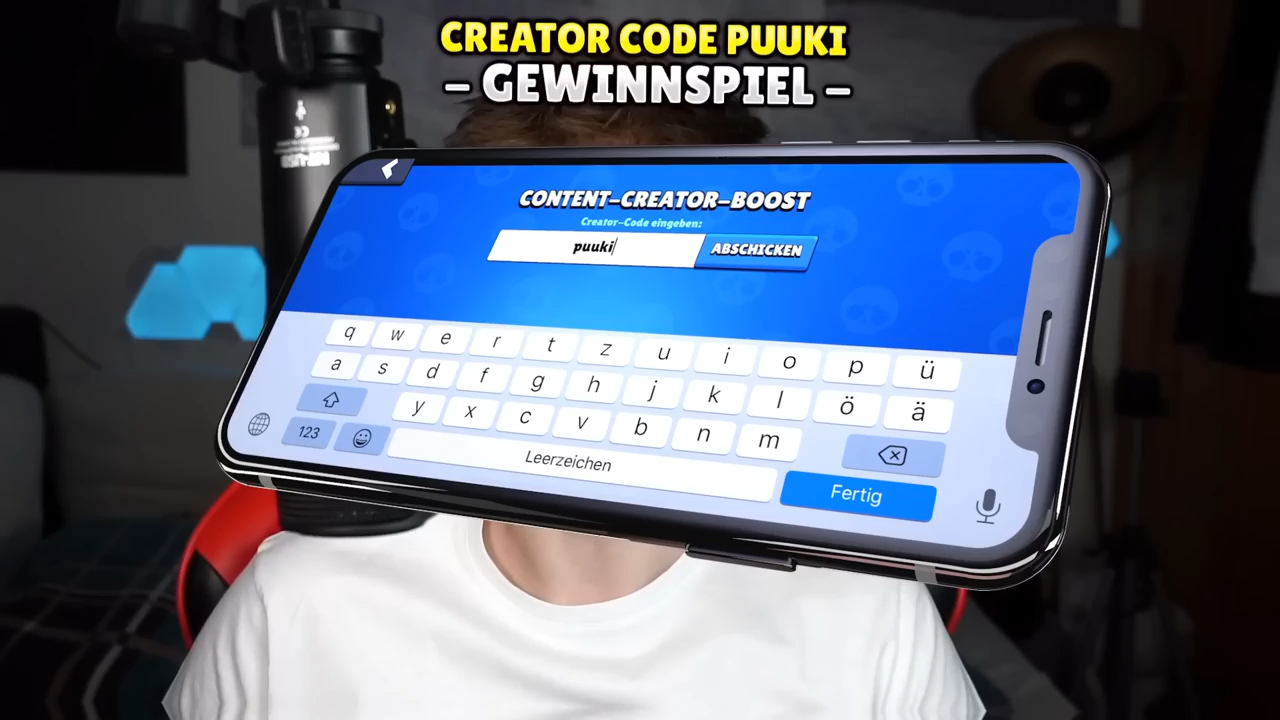 CREATOR CODE PUUKI
– GEWINNSPIEL –
CONTENT-CREATOR-BOOST
Creator-Code eingeben:
puuki
ABSCHICKEN
q w e r t z u i o p ü
a s d f g h j k l ö ä
y x c v b n m
123
Leerzeichen
Fertig